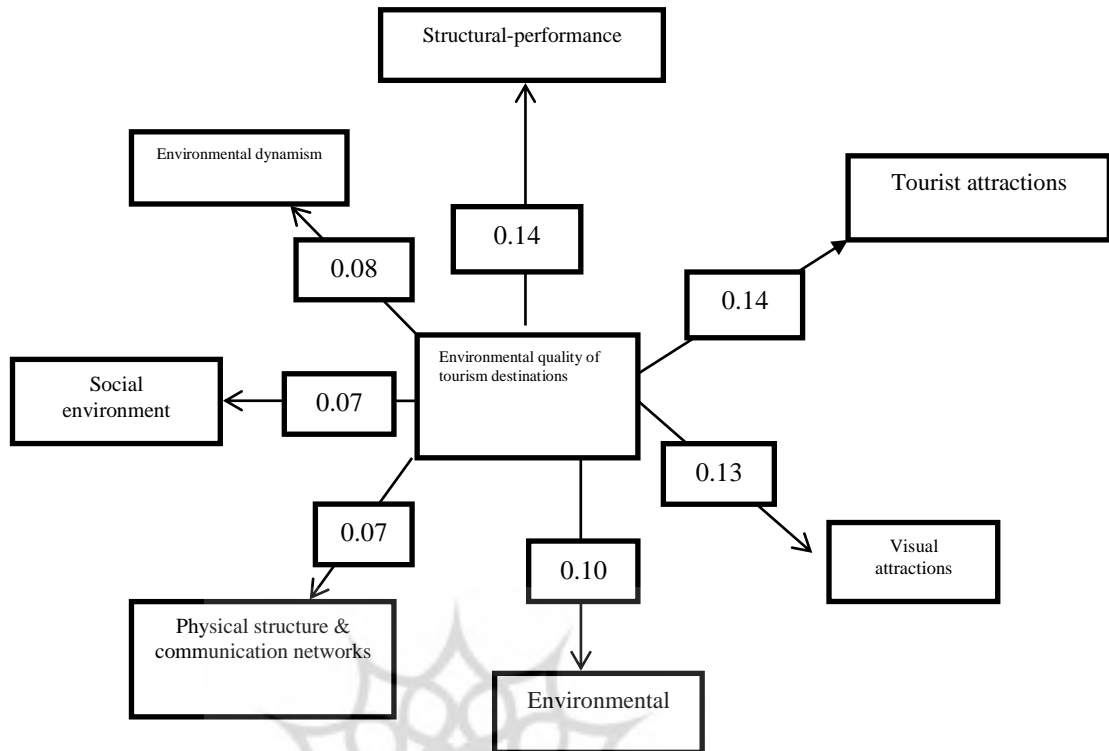 Structural-performance
Environmental dynamism
Tourist attractions
0.14
0.08
0.14
Environmental quality of
tourism destinations
Social
environment
0.07
0.13
0.07
0.10
Visual
attractions
Physical structure &
communication networks
Environmental